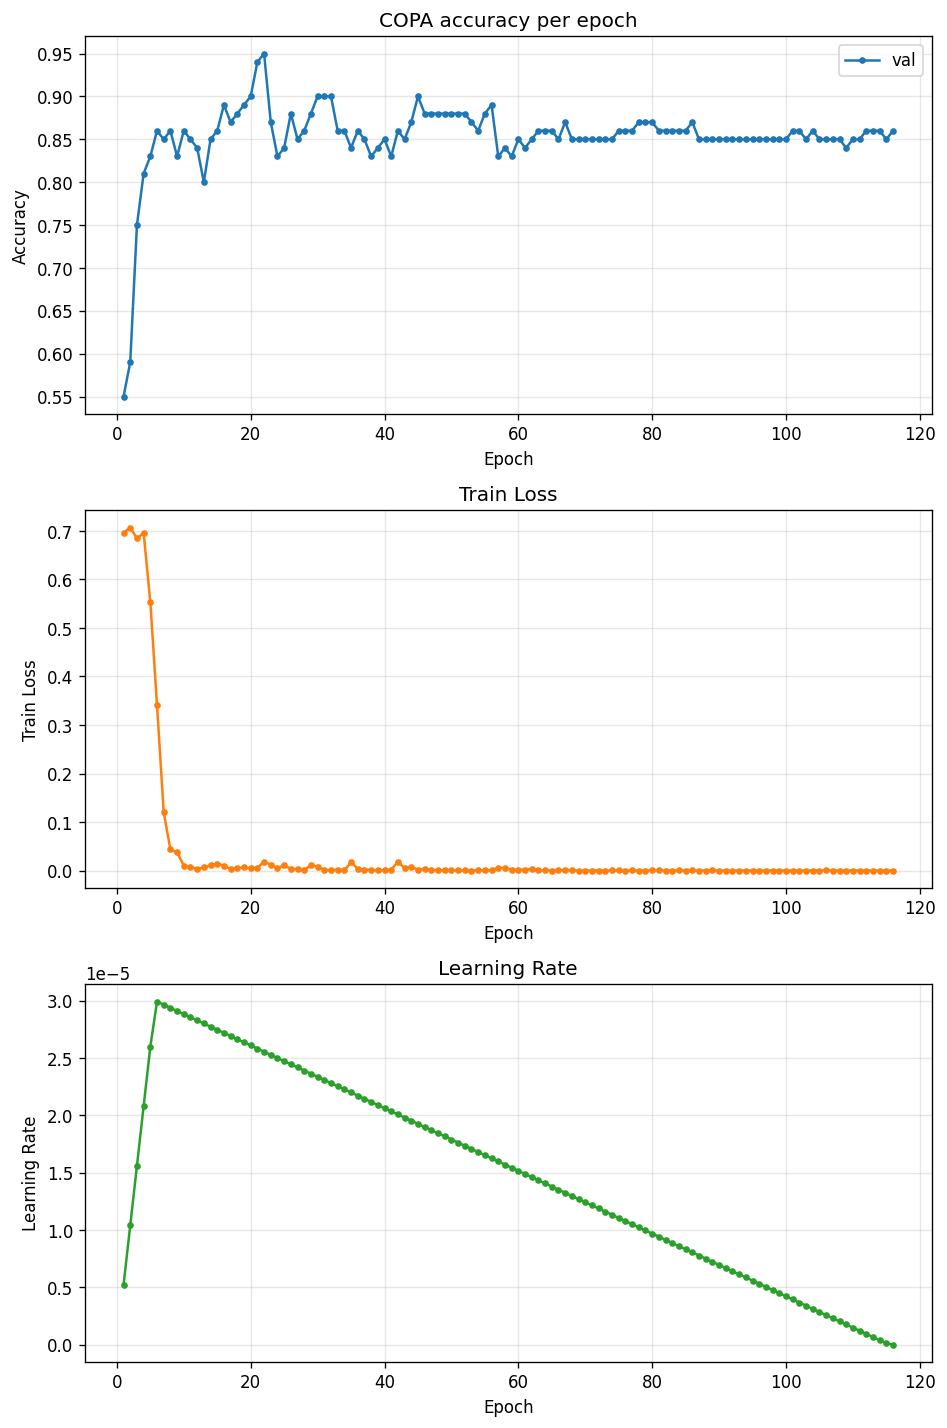 COPA accuracy per epoch
val
0.95
0.90
0.85
0.80
0.75
0.70
0.65
0.60
0.55
Accuracy
0 20 40 60 80 100 120
Epoch
Train Loss
0.7
0.6
0.5
0.4
0.3
0.2
0.1
0.0
Train Loss
0 20 40 60 80 100 120
Epoch
Learning Rate
1e−5
3.0
2.5
2.0
1.5
1.0
0.5
0.0
Learning Rate
0 20 40 60 80 100 120
Epoch